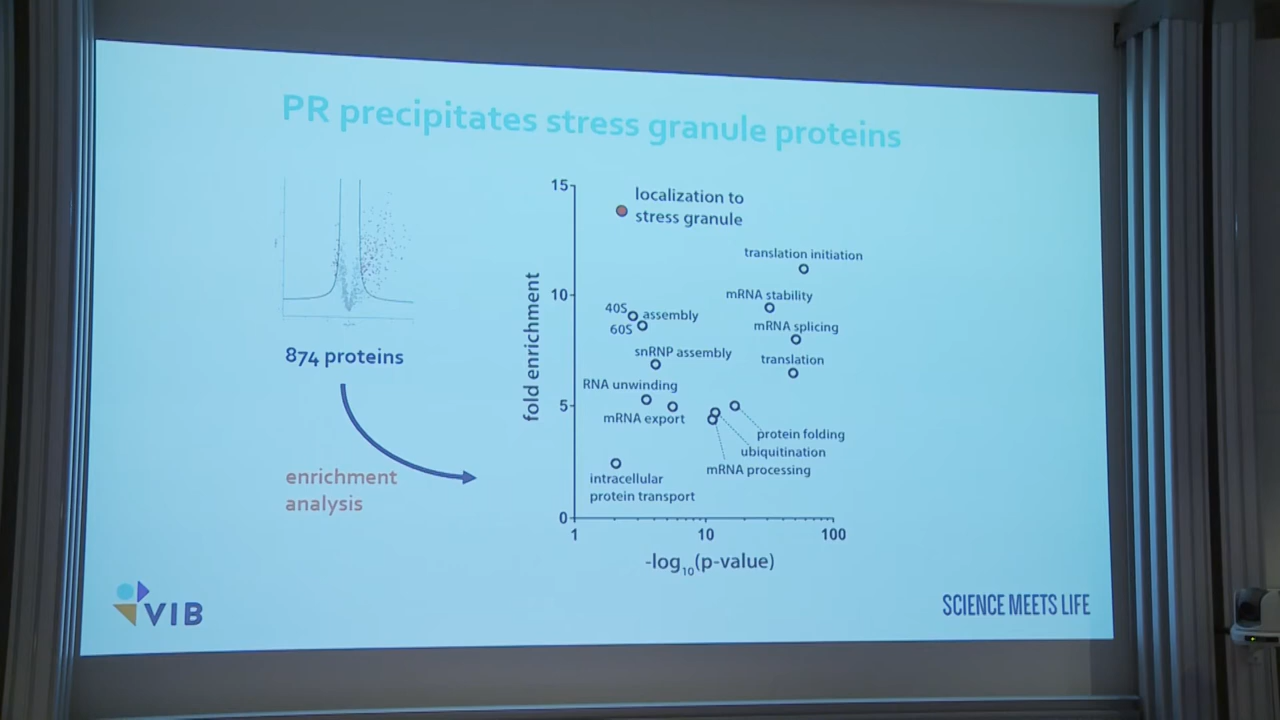 PR precipitates stress granule proteins
874 proteins
enrichment
analysis
fold enrichment
15
10
5
0
localization to
stress granule
translation initiation
mRNA stability
40S
assembly
60S
mRNA splicing
snRNP assembly
translation
RNA unwinding
mRNA export
protein folding
ubiquitination
mRNA processing
intracellular
protein transport
1
10
100
-log10(p-value)
VIB
SCIENCE MEETS LIFE